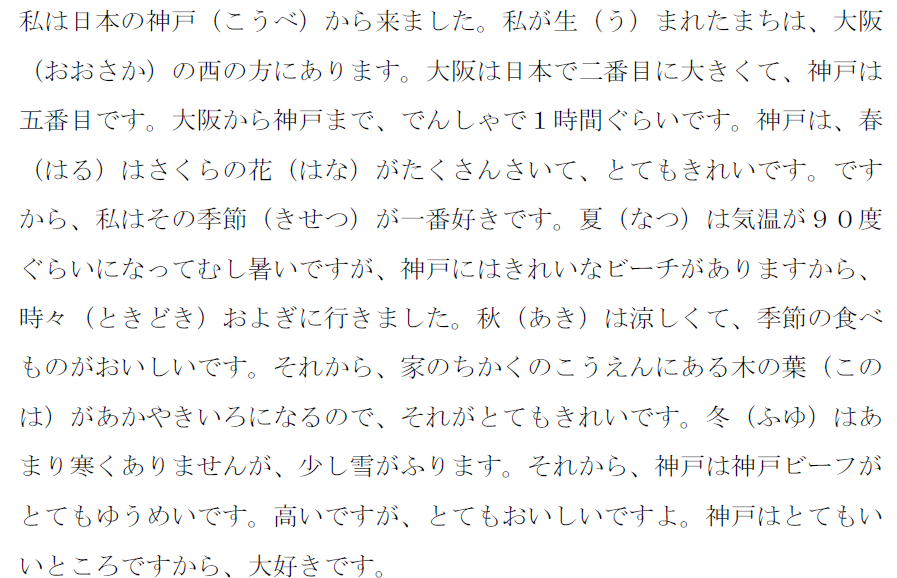 私は日本の神戸（こうべ）から来ました。私が生（う）まれたまちは、大阪
（おおさか）の西の方にあります。大阪は日本で二番目に大きくて、神戸は
五番目です。大阪から神戸まで、でんしゃで１時間ぐらいです。神戸は、春
（はる）はさくらの花（はな）がたくさんさいて、とてもきれいです。です
から、私はその季節（きせつ）が一番好きです。夏（なつ）は気温が９０度
ぐらいになってむし暑いですが、神戸にはきれいなビーチがありますから、
時々（ときどき）およぎに行きました。秋（あき）は涼しくて、季節の食べ
ものがおいしいです。それから、家のちかくのこうえんにある木の葉（この
は）があかやきいろになるので、それがとてもきれいです。冬（ふゆ）はあ
まり寒くありませんが、少し雪がふります。それから、神戸は神戸ビーフが
とてもゆうめいです。高いですが、とてもおいしいですよ。神戸はとてもい
いところですから、大好きです。